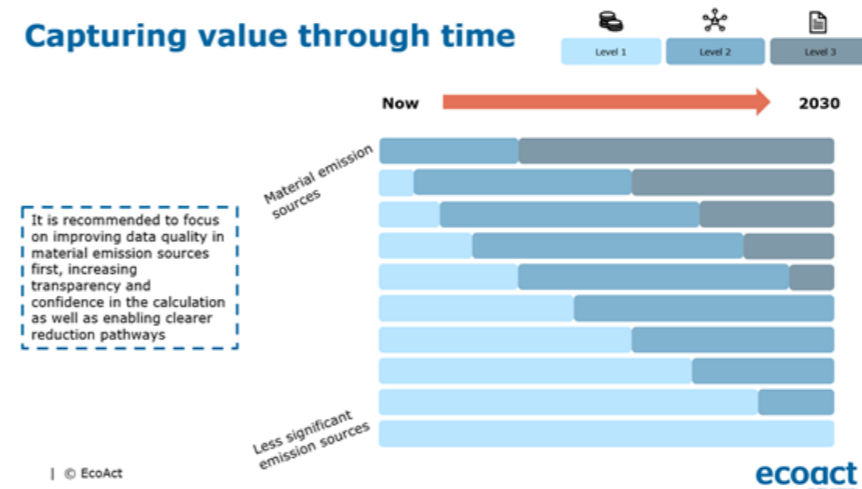 Capturing value through time
Level 1
Level 2
Level 3
Now
2030
Material emission
sources
It is recommended to focus
on improving data quality in
material emission sources
first, increasing
transparency and
confidence in the calculation
as well as enabling clearer
reduction pathways
Less significant
emission sources
| © EcoAct
ecoact